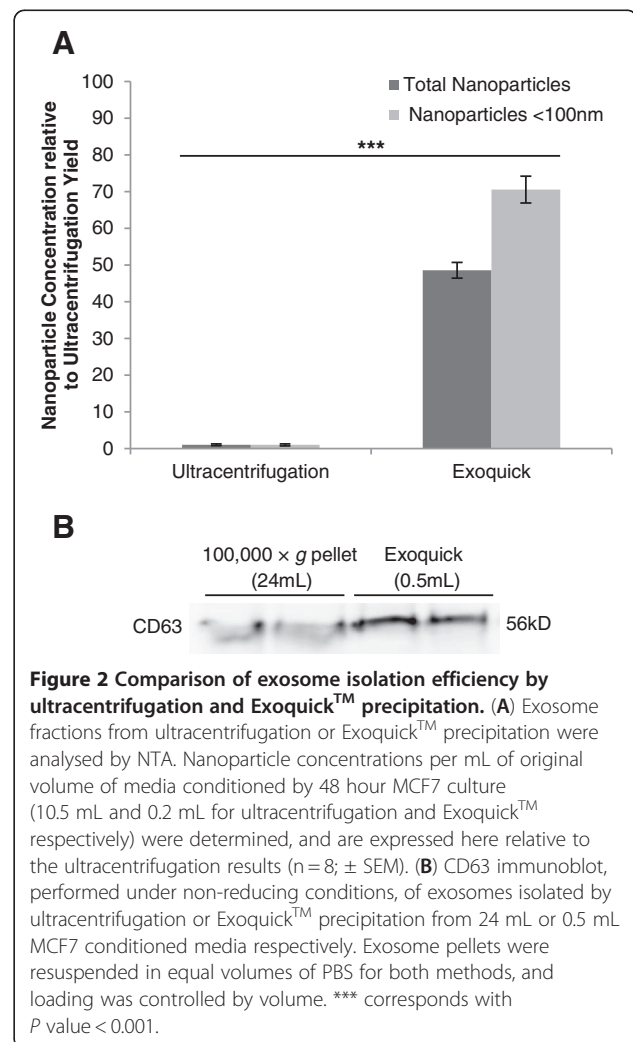 A
100
90
80
70
60
50
40
30
20
10
0
Nanoparticle Concentration relative
to Ultracentrifugation Yield
Total Nanoparticles
Nanoparticles <100nm
***
Ultracentrifugation
Exoquick
B
100,000 × g pellet
(24mL)
Exoquick
(0.5mL)
CD63
56kD
Figure 2 Comparison of exosome isolation efficiency by
ultracentrifugation and Exoquick™ precipitation. (A) Exosome
fractions from ultracentrifugation or Exoquick™ precipitation were
analysed by NTA. Nanoparticle concentrations per mL of original
volume of media conditioned by 48 hour MCF7 culture
(10.5 mL and 0.2 mL for ultracentrifugation and Exoquick™
respectively) were determined, and are expressed here relative to
the ultracentrifugation results (n = 8; ± SEM). (B) CD63 immunoblot,
performed under non-reducing conditions, of exosomes isolated by
ultracentrifugation or Exoquick™ precipitation from 24 mL or 0.5 mL
MCF7 conditioned media respectively. Exosome pellets were
resuspended in equal volumes of PBS for both methods, and
loading was controlled by volume. *** corresponds with
P value < 0.001.